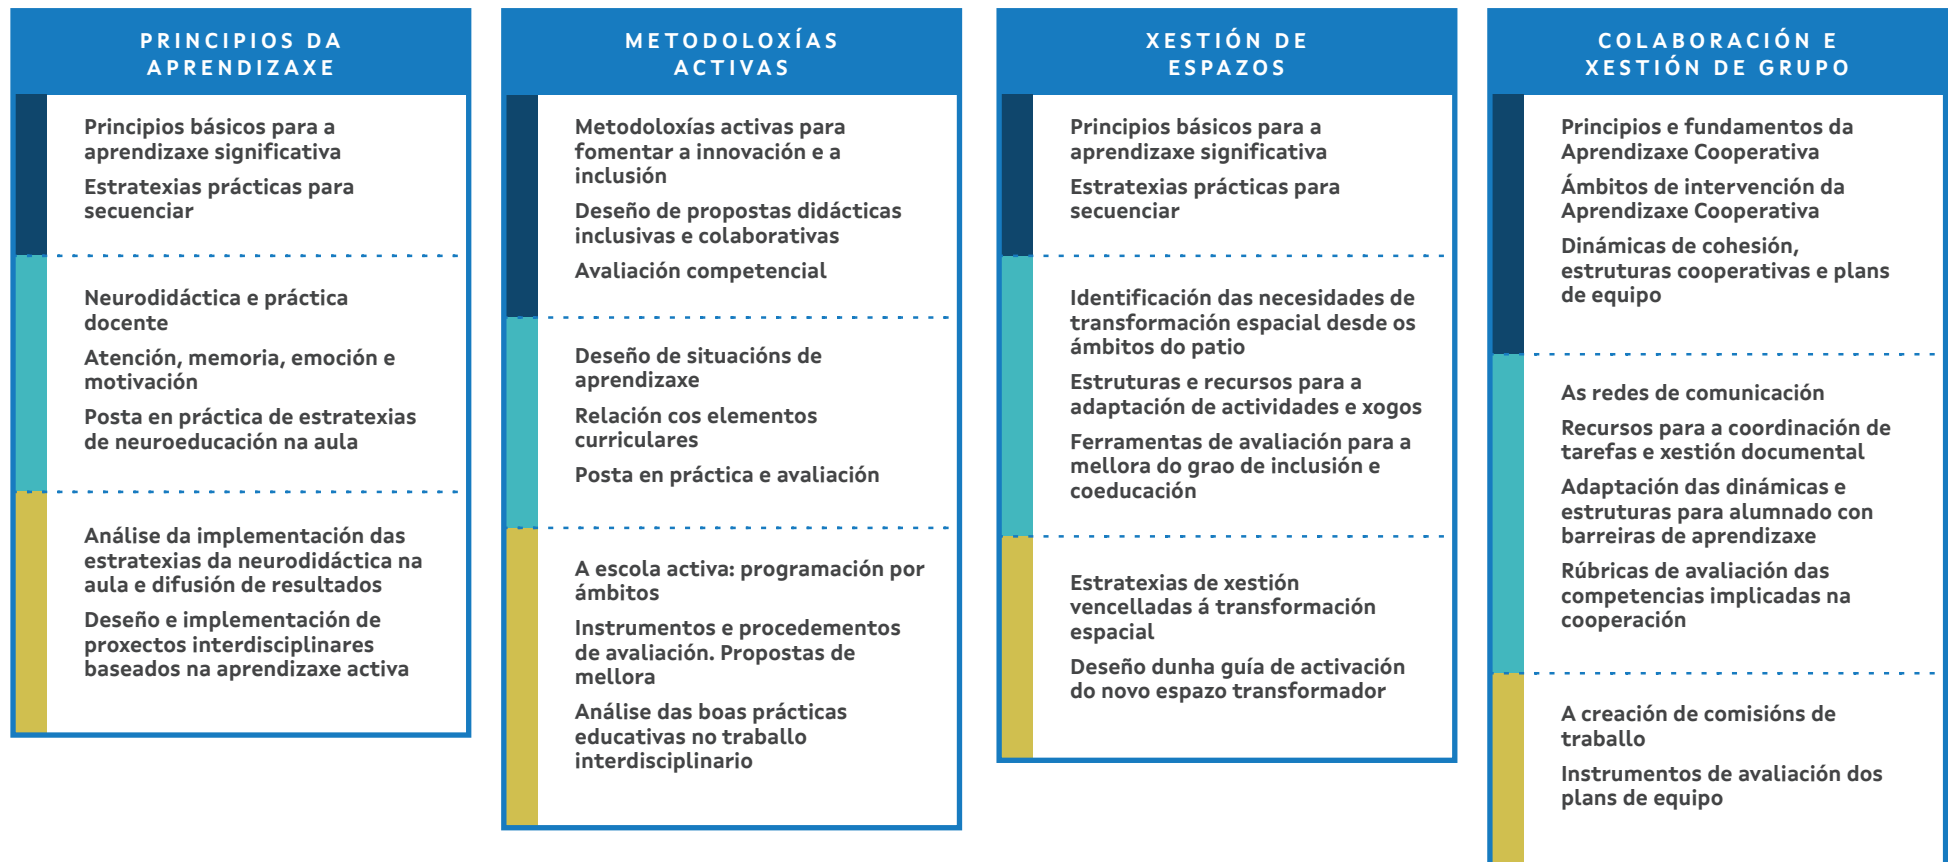 PRINCIPIOS DA
APRENDIZAXE
Principios básicos para a
aprendizaxe significativa
Estratexias prácticas para
secuenciar
Neurodidáctica e práctica
docente
Atención, memoria, emoción e
motivación
Posta en práctica de estratexias
de neuroeducación na aula
Análise da implementación das
estratexias da neurodidáctica na
aula e difusión de resultados
Deseño e implementación de
proxectos interdisciplinares
baseados na aprendizaxe activa
METODOLOXÍAS
ACTIVAS
Metodoloxías activas para
fomentar a innovación e a
inclusión
Deseño de propostas didácticas
inclusivas e colaborativas
Avaliación competencial
Deseño de situacións de
aprendizaxe
Relación cos elementos
curriculares
Posta en práctica e avaliación
A escola activa: programación por
ámbitos
Instrumentos e procedementos
de avaliación. Propostas de
mellora
Análise das boas prácticas
educativas no traballo
interdisciplinario
XESTIÓN DE
ESPAZOS
Principios básicos para a
aprendizaxe significativa
Estratexias prácticas para
secuenciar
Identificación das necesidades de
transformación espacial desde os
ámbitos do patio
Estruturas e recursos para a
adaptación de actividades e xogos
Ferramentas de avaliación para a
mellora do grao de inclusión e
coeducación
Estratexias de xestión
vencelladas á transformación
espacial
Deseño dunha guía de activación
do novo espazo transformador
COLABORACIÓN E
XESTIÓN DE GRUPO
Principios e fundamentos da
Aprendizaxe Cooperativa
Ámbitos de intervención da
Aprendizaxe Cooperativa
Dinámicas de cohesión,
estruturas cooperativas e plans
de equipo
As redes de comunicación
Recursos para a coordinación de
tarefas e xestión documental
Adaptación das dinámicas e
estruturas para alumnado con
barreiras de aprendizaxe
Rúbricas de avaliación das
competencias implicadas na
cooperación
A creación de comisións de
traballo
Instrumentos de avaliación dos
plans de equipo